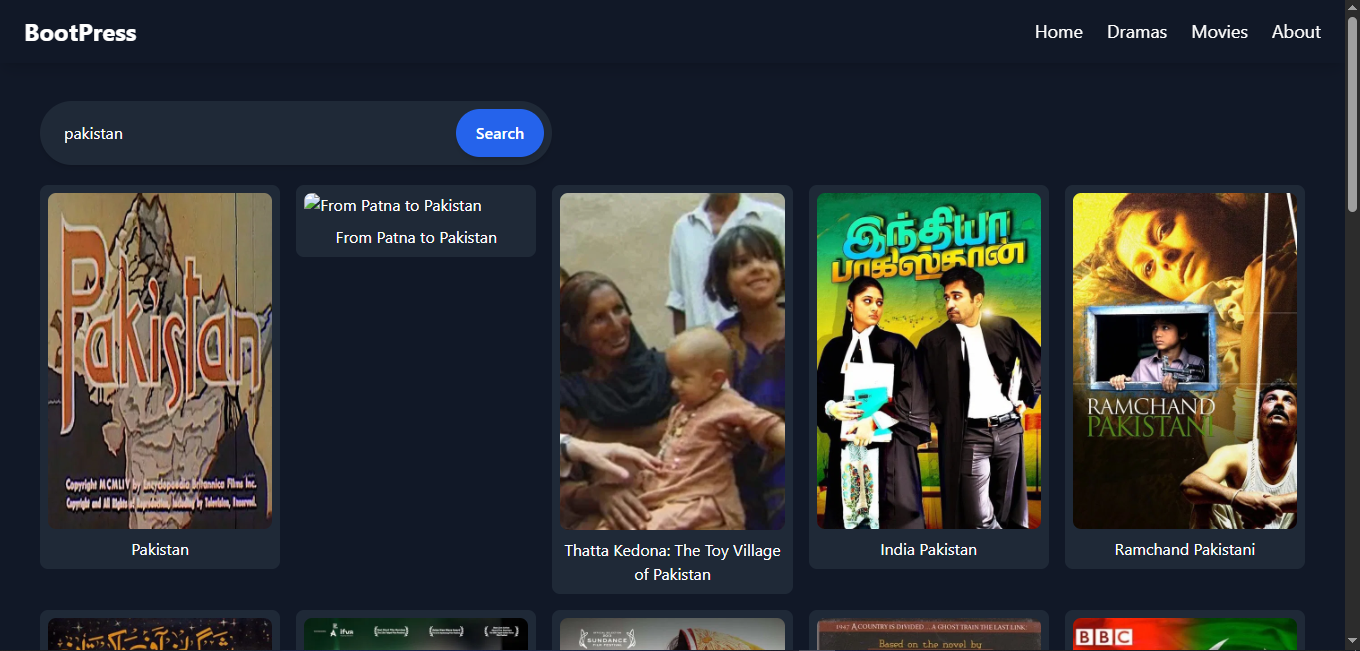 BootPress
Home Dramas Movies About
pakistan
Search
Pakistan
Copyright MCMLIV by Encyclopaedia Britannica Films Inc.
Copyright and All Rights of Reproduction, Including by Television, Reserved.
Pakistan
From Patna to Pakistan
From Patna to Pakistan
Thatta Kedona: The Toy Village
of Pakistan
இந்தியா
பாகிஸ்தான்
India Pakistan
RAMCHAND
PAKISTANI
Ramchand Pakistani
ifva
SUNDANCE
1947 A COUNTRY IS DIVIDED...A GHOST TRAIN THE LAST LINK!
Based on the novel by
BBC